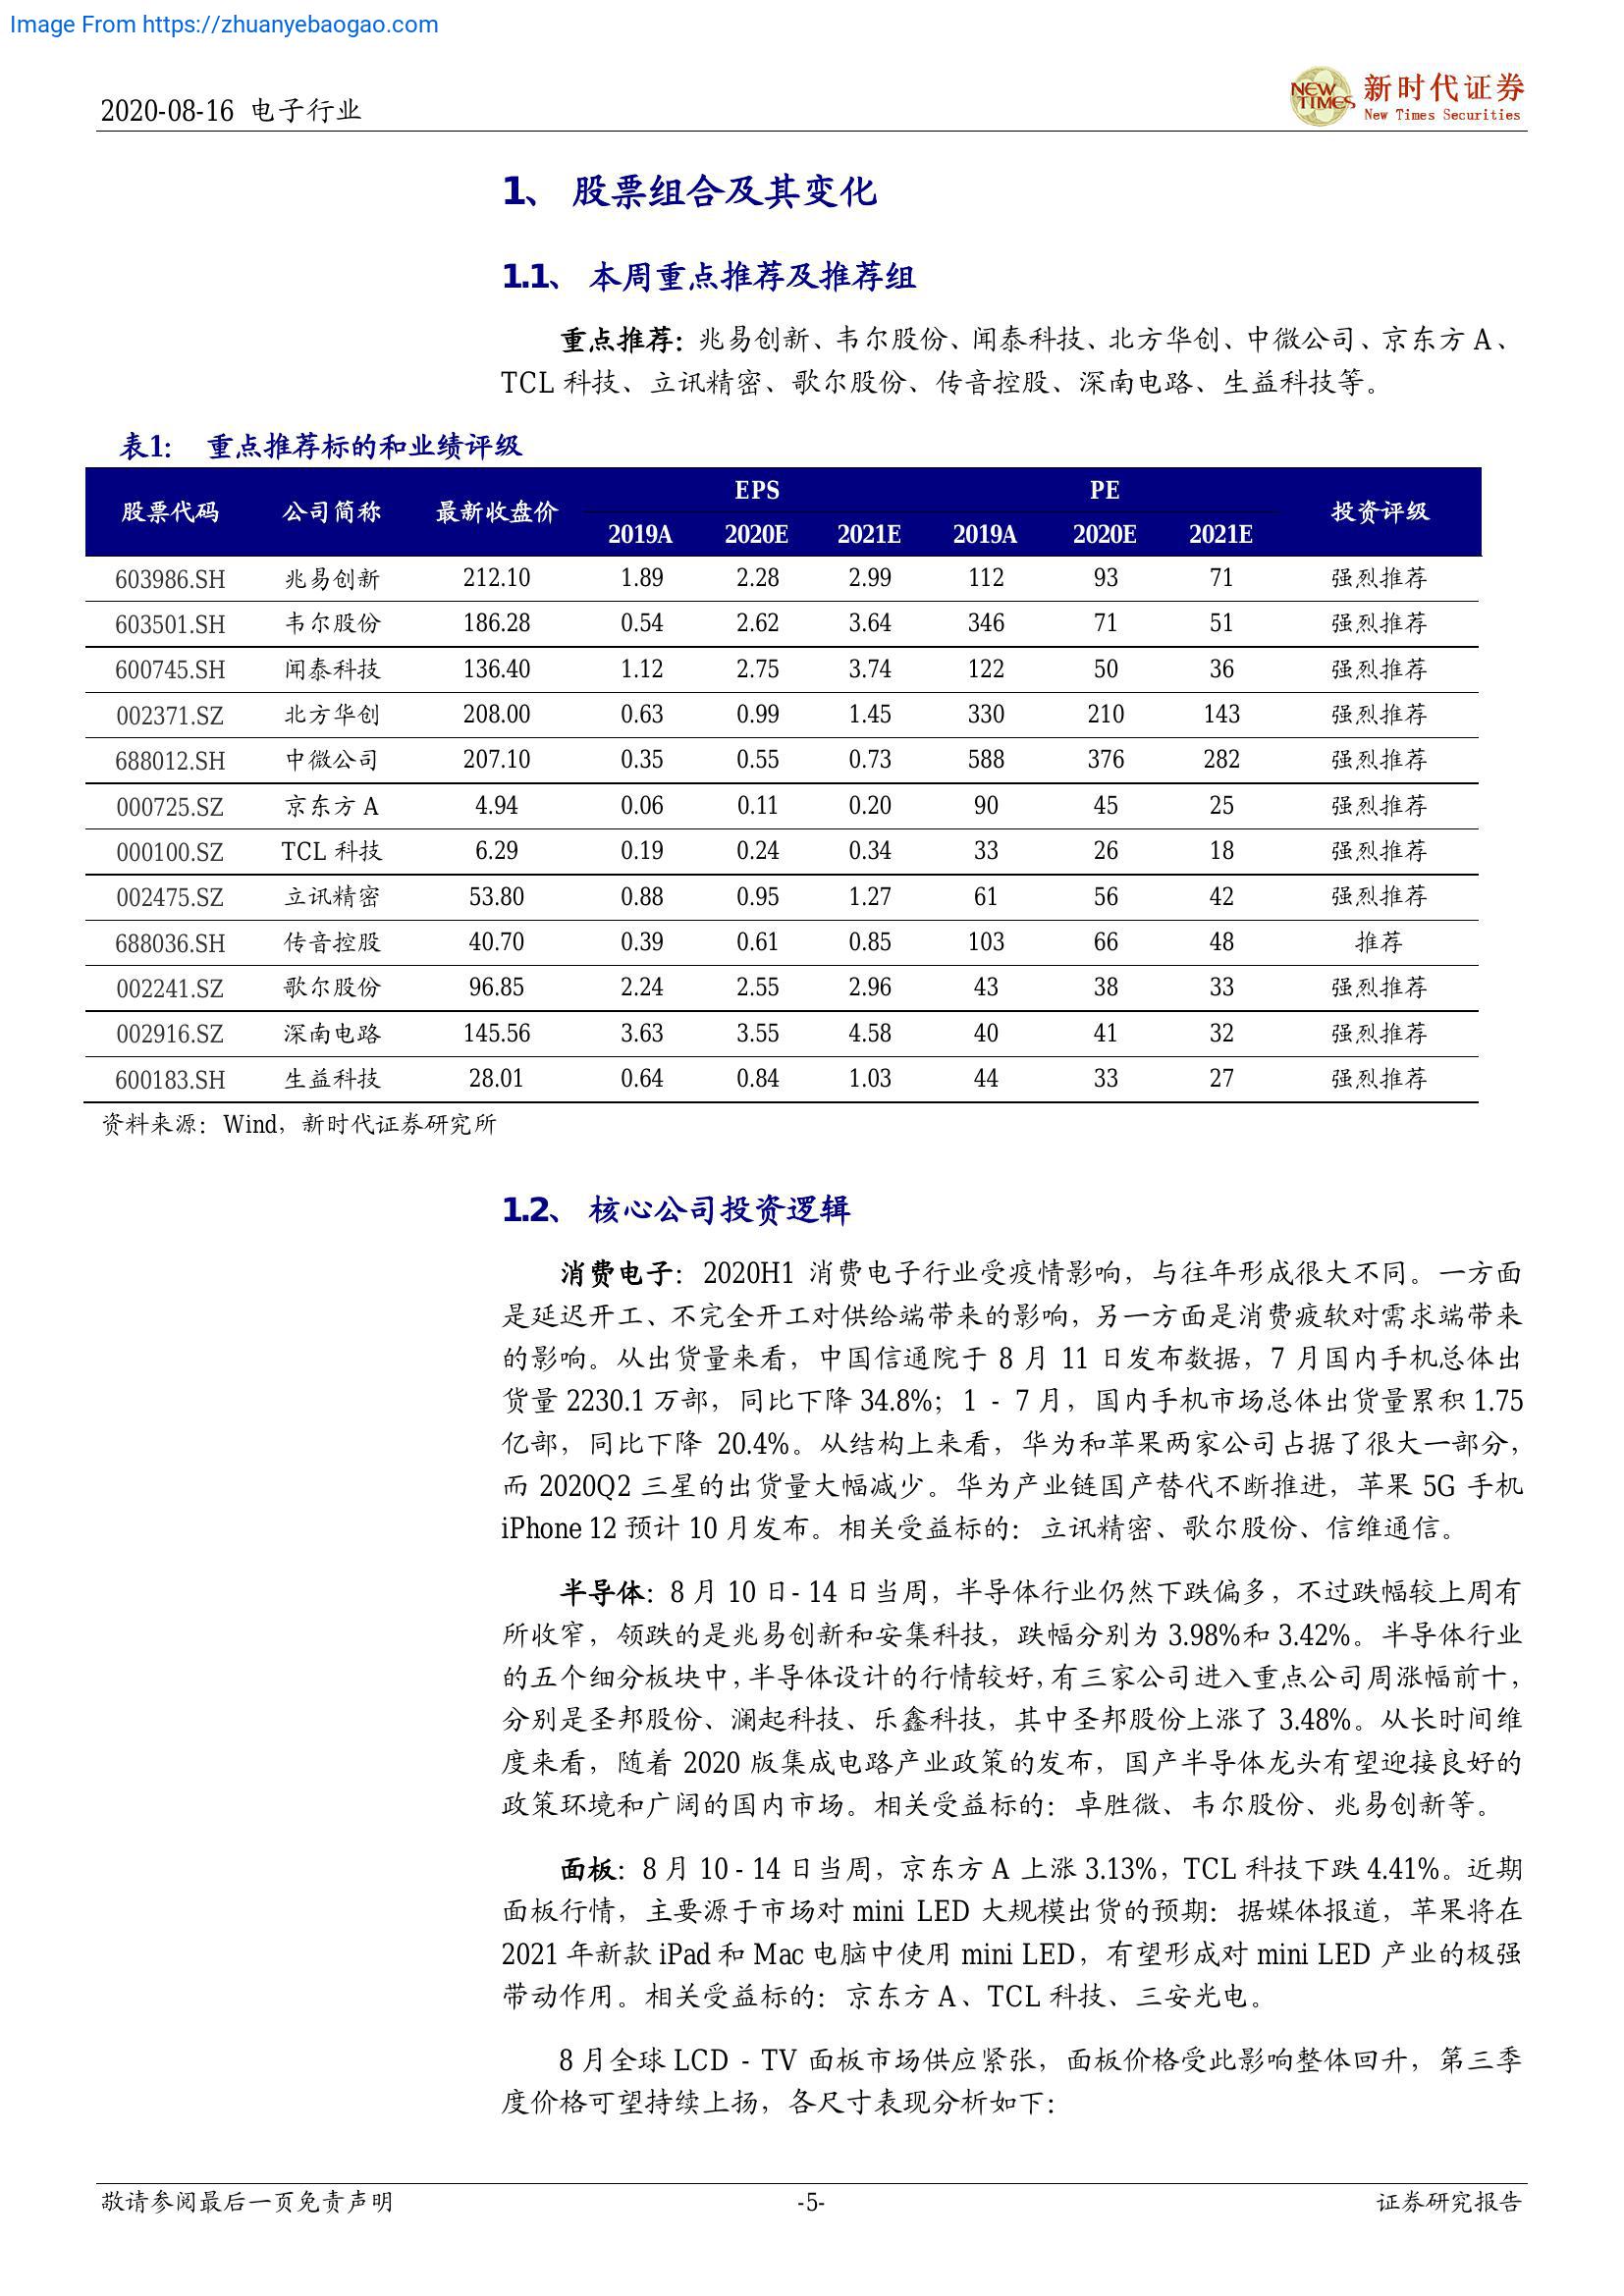 Image From https://zhuanyebaogao.com
2020-08-16 电子行业
NEW TIMES
新时代证券
New Times Securities
1、 股票组合及其变化
1.1、 本周重点推荐及推荐组
重点推荐：兆易创新、韦尔股份、闻泰科技、北方华创、中微公司、京东方 A、
TCL 科技、立讯精密、歌尔股份、传音控股、深南电路、生益科技等。
表1： 重点推荐标的和业绩评级
股票代码 公司简称 最新收盘价 EPS PE 投资评级
2019A 2020E 2021E 2019A 2020E 2021E
603986.SH 兆易创新 212.10 1.89 2.28 2.99 112 93 71 强烈推荐
603501.SH 韦尔股份 186.28 0.54 2.62 3.64 346 71 51 强烈推荐
600745.SH 闻泰科技 136.40 1.12 2.75 3.74 122 50 36 强烈推荐
002371.SZ 北方华创 208.00 0.63 0.99 1.45 330 210 143 强烈推荐
688012.SH 中微公司 207.10 0.35 0.55 0.73 588 376 282 强烈推荐
000725.SZ 京东方 A 4.94 0.06 0.11 0.20 90 45 25 强烈推荐
000100.SZ TCL 科技 6.29 0.19 0.24 0.34 33 26 18 强烈推荐
002475.SZ 立讯精密 53.80 0.88 0.95 1.27 61 56 42 强烈推荐
688036.SH 传音控股 40.70 0.39 0.61 0.85 103 66 48 推荐
002241.SZ 歌尔股份 96.85 2.24 2.55 2.96 43 38 33 强烈推荐
002916.SZ 深南电路 145.56 3.63 3.55 4.58 40 41 32 强烈推荐
600183.SH 生益科技 28.01 0.64 0.84 1.03 44 33 27 强烈推荐
资料来源：Wind，新时代证券研究所
1.2、 核心公司投资逻辑
消费电子：2020H1 消费电子行业受疫情影响，与往年形成很大不同。一方面
是延迟开工、不完全开工对供给端带来的影响，另一方面是消费疲软对需求端带来
的影响。从出货量来看，中国信通院于 8 月 11 日发布数据，7 月国内手机总体出
货量 2230.1 万部，同比下降 34.8%；1 - 7 月，国内手机市场总体出货量累积 1.75
亿部，同比下降 20.4%。从结构上来看，华为和苹果两家公司占据了很大一部分，
而 2020Q2 三星的出货量大幅减少。华为产业链国产替代不断推进，苹果 5G 手机
iPhone 12 预计 10 月发布。相关受益标的：立讯精密、歌尔股份、信维通信。
半导体：8 月 10 日- 14 日当周，半导体行业仍然下跌偏多，不过跌幅较上周有
所收窄，领跌的是兆易创新和安集科技，跌幅分别为 3.98%和 3.42%。半导体行业
的五个细分板块中，半导体设计的行情较好，有三家公司进入重点公司周涨幅前十，
分别是圣邦股份、澜起科技、乐鑫科技，其中圣邦股份上涨了 3.48%。从长时间维
度来看，随着 2020 版集成电路产业政策的发布，国产半导体龙头有望迎接良好的
政策环境和广阔的国内市场。相关受益标的：卓胜微、韦尔股份、兆易创新等。
面板：8 月 10 - 14 日当周，京东方 A 上涨 3.13%，TCL 科技下跌 4.41%。近期
面板行情，主要源于市场对 mini LED 大规模出货的预期：据媒体报道，苹果将在
2021 年新款 iPad 和 Mac 电脑中使用 mini LED，有望形成对 mini LED 产业的极强
带动作用。相关受益标的：京东方 A、TCL 科技、三安光电。
8 月全球 LCD - TV 面板市场供应紧张，面板价格受此影响整体回升，第三季
度价格可望持续上扬，各尺寸表现分析如下：
敬请参阅最后一页免责声明 -5- 证券研究报告